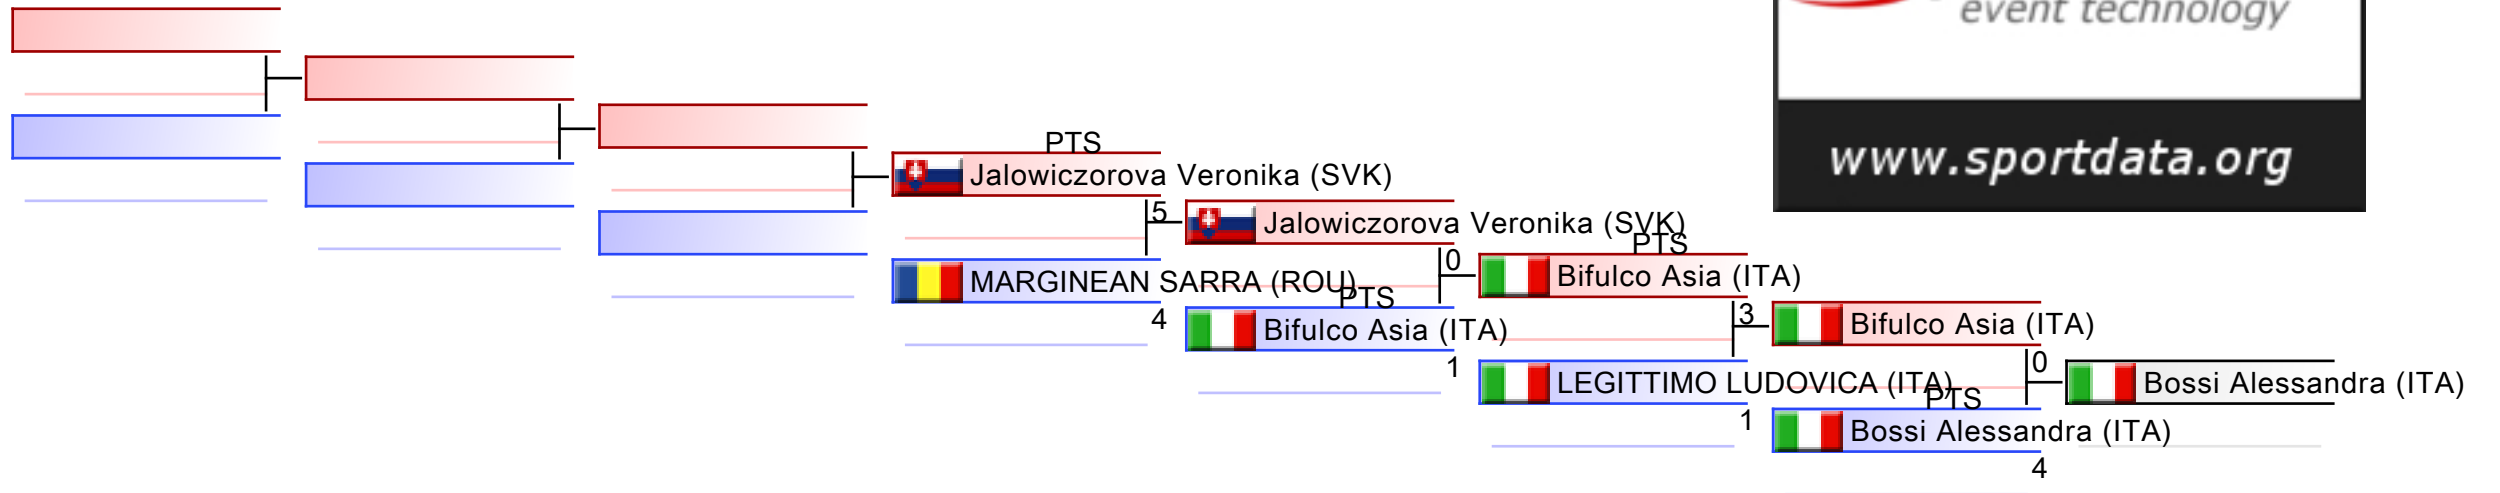 event technology
www.sportdata.org
PTS
Jalowiczorova Veronika (SVK)
5
MARGINEAN SARRA (ROU)
4
Jalowiczorova Veronika (SVK)
0
PTS
Bifulco Asia (ITA)
1
PTS
Bifulco Asia (ITA)
3
LEGITTIMO LUDOVICA (ITA)
1
Bifulco Asia (ITA)
0
PTS
Bossi Alessandra (ITA)
4
Bossi Alessandra (ITA)